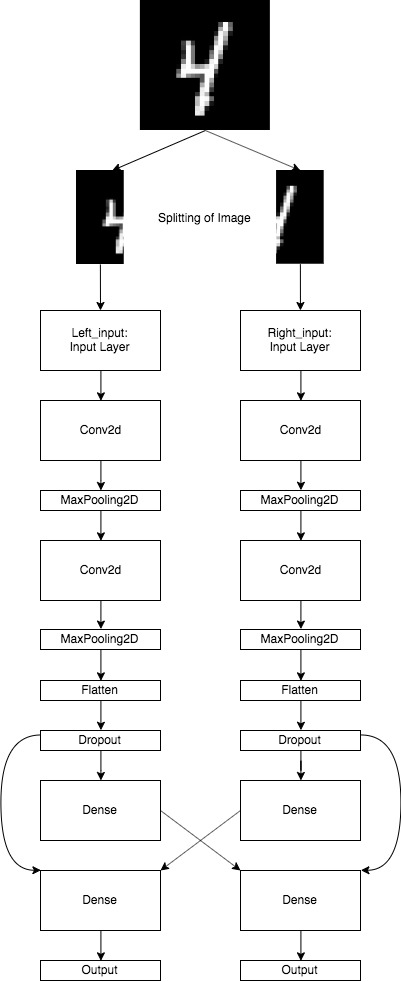 4
Splitting of Image
Left_input:
Input Layer
Right_input:
Input Layer
Conv2d
Conv2d
MaxPooling2D
MaxPooling2D
Conv2d
Conv2d
MaxPooling2D
MaxPooling2D
Flatten
Flatten
Dropout
Dropout
Dense
Dense
Dense
Dense
Output
Output